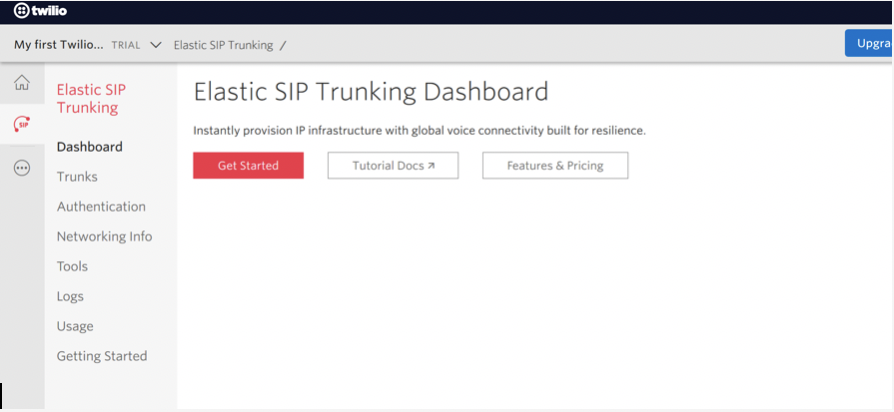 twilio
My first Twilio... TRIAL Elastic SIP Trunking / Upgra
SIP
Elastic SIP
Trunking
Dashboard
Trunks
Authentication
Networking Info
Tools
Logs
Usage
Getting Started
Elastic SIP Trunking Dashboard
Instantly provision IP infrastructure with global voice connectivity built for resilience.
Get Started Tutorial Docs ↗ Features & Pricing